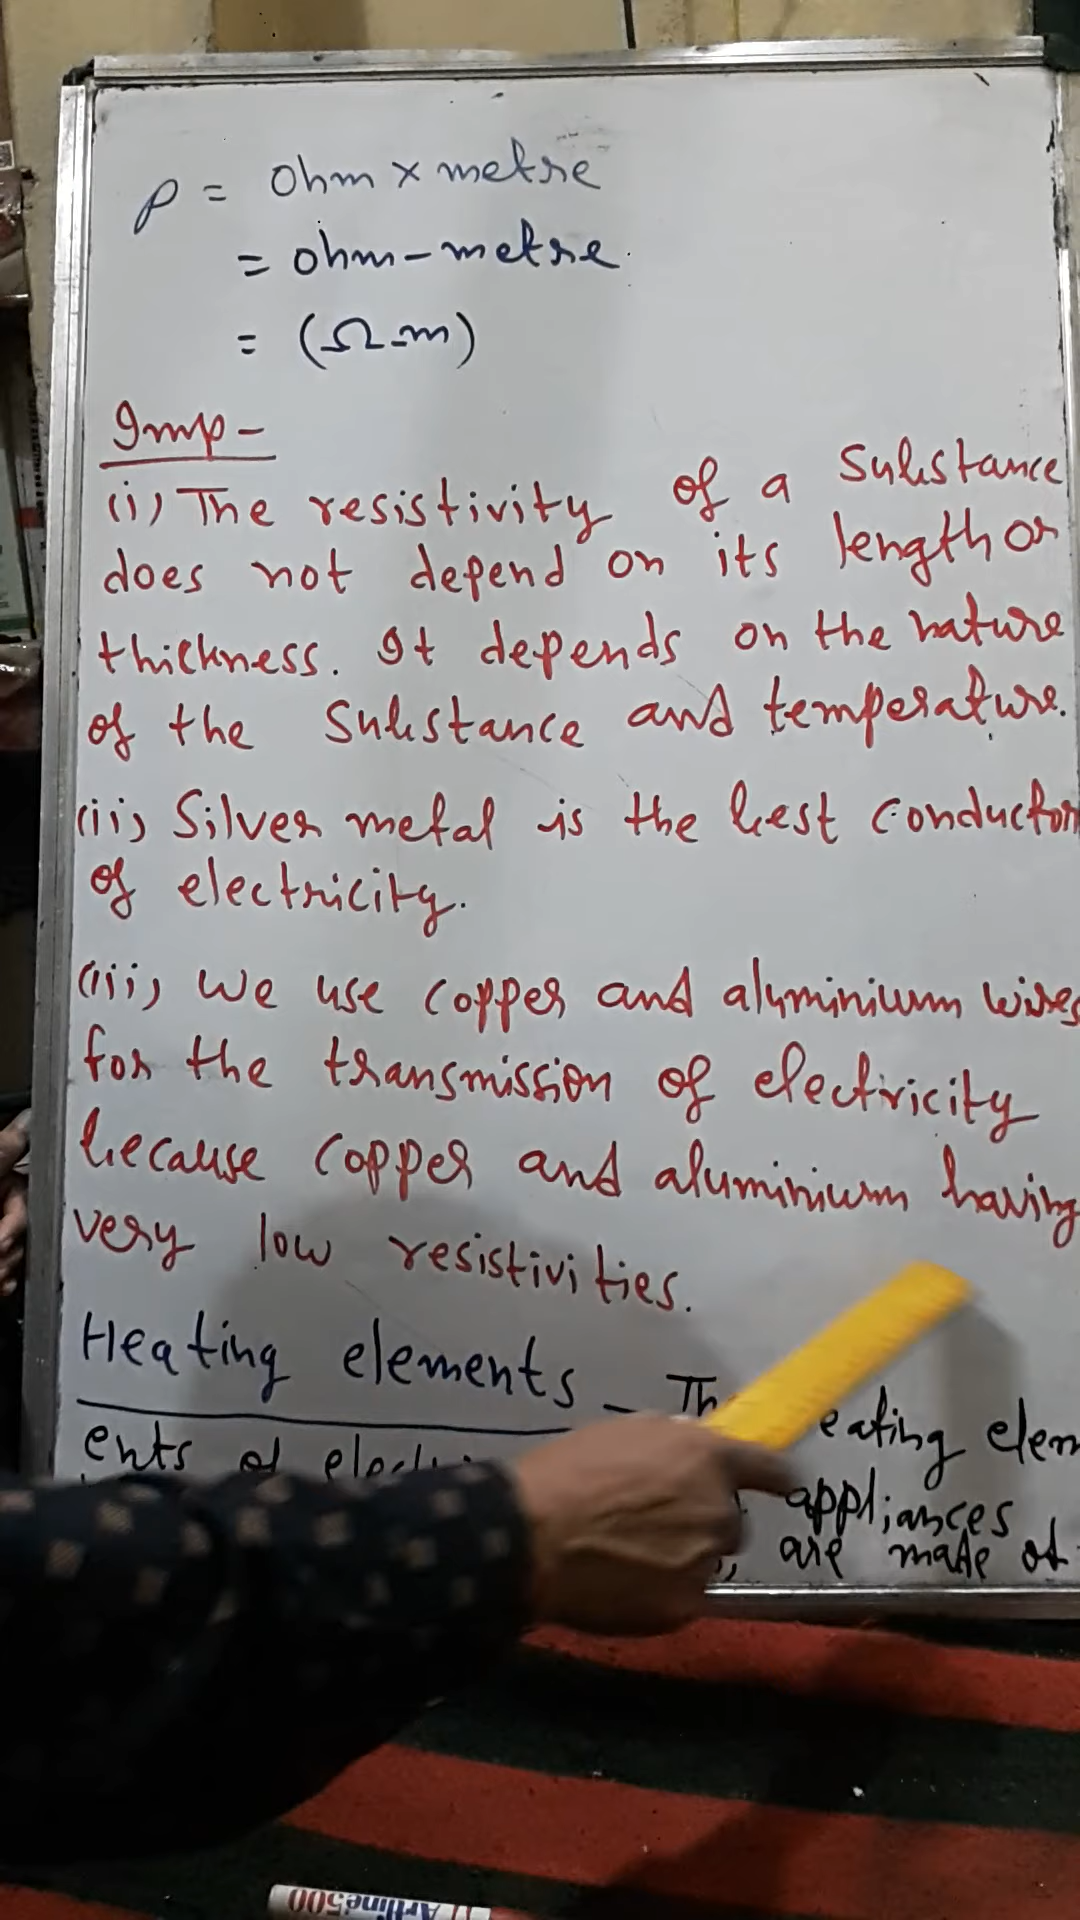 ρ = ohm × metre
= ohm-metre
= (Ω-m)
Imp-
(i) The resistivity of a substance
does not depend on its length or
thickness. It depends on the nature
of the substance and temperature.
(ii) Silver metal is the best conductor
of electricity.
(iii) We use copper and aluminium wires
for the transmission of electricity
because copper and aluminium having
very low resistivities.
Heating elements - eating elem
ents of appliances
are made of
Artline 500